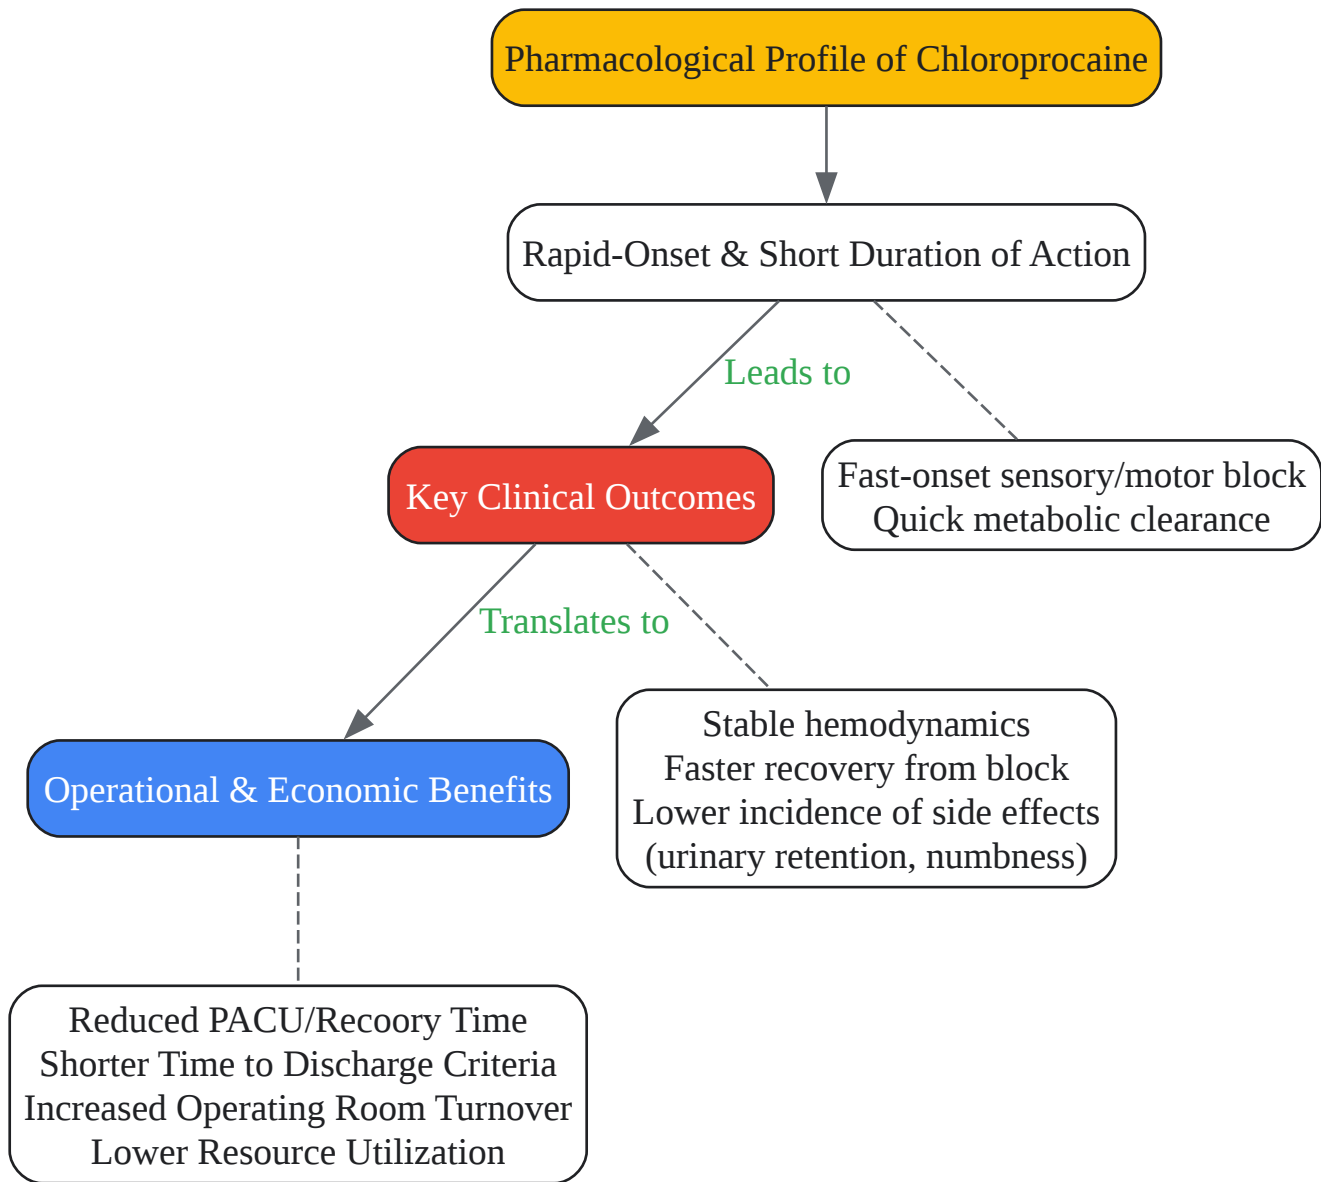 Pharmacological Profile of Chloroprocaine
Rapid-Onset & Short Duration of Action
Leads to
Fast-onset sensory/motor block
Quick metabolic clearance
Key Clinical Outcomes
Translates to
Stable hemodynamics
Faster recovery from block
Lower incidence of side effects
(urinary retention, numbness)
Operational & Economic Benefits
Reduced PACU/Recoory Time
Shorter Time to Discharge Criteria
Increased Operating Room Turnover
Lower Resource Utilization